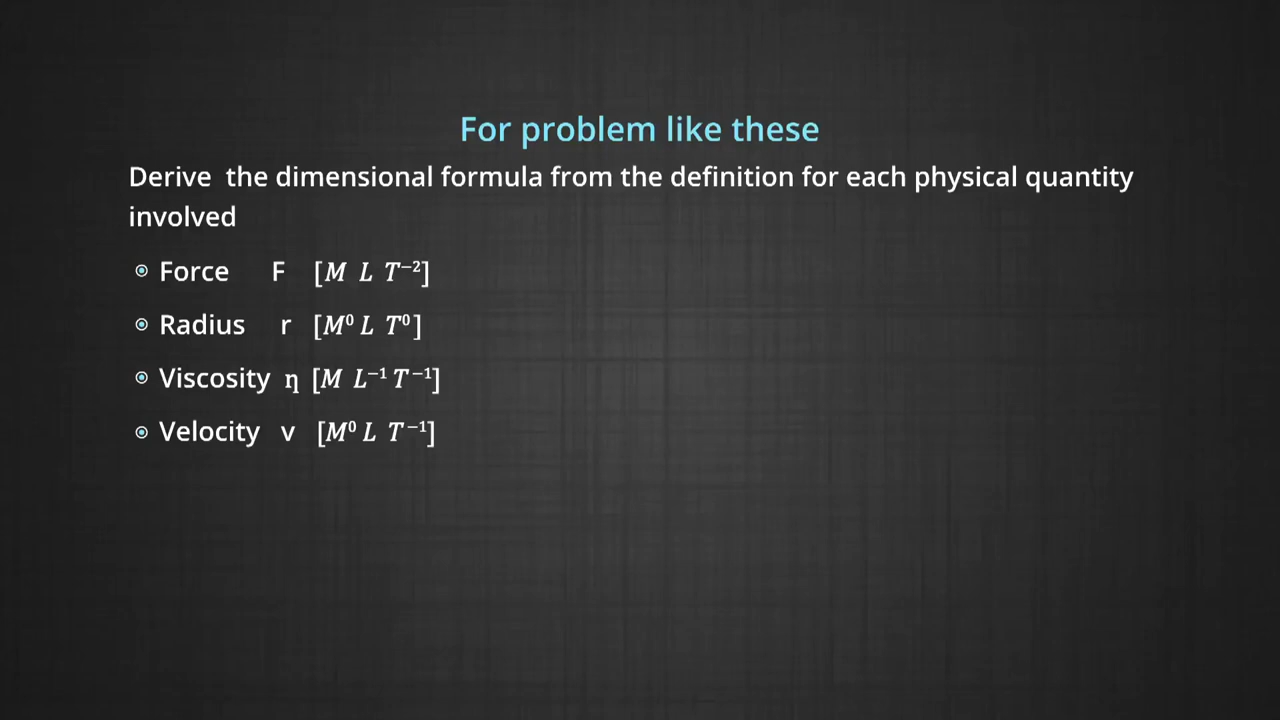 For problem like these
Derive the dimensional formula from the definition for each physical quantity
involved
Force F [M L T⁻²]
Radius r [M⁰ L T⁰]
Viscosity η [M L⁻¹ T⁻¹]
Velocity v [M⁰ L T⁻¹]